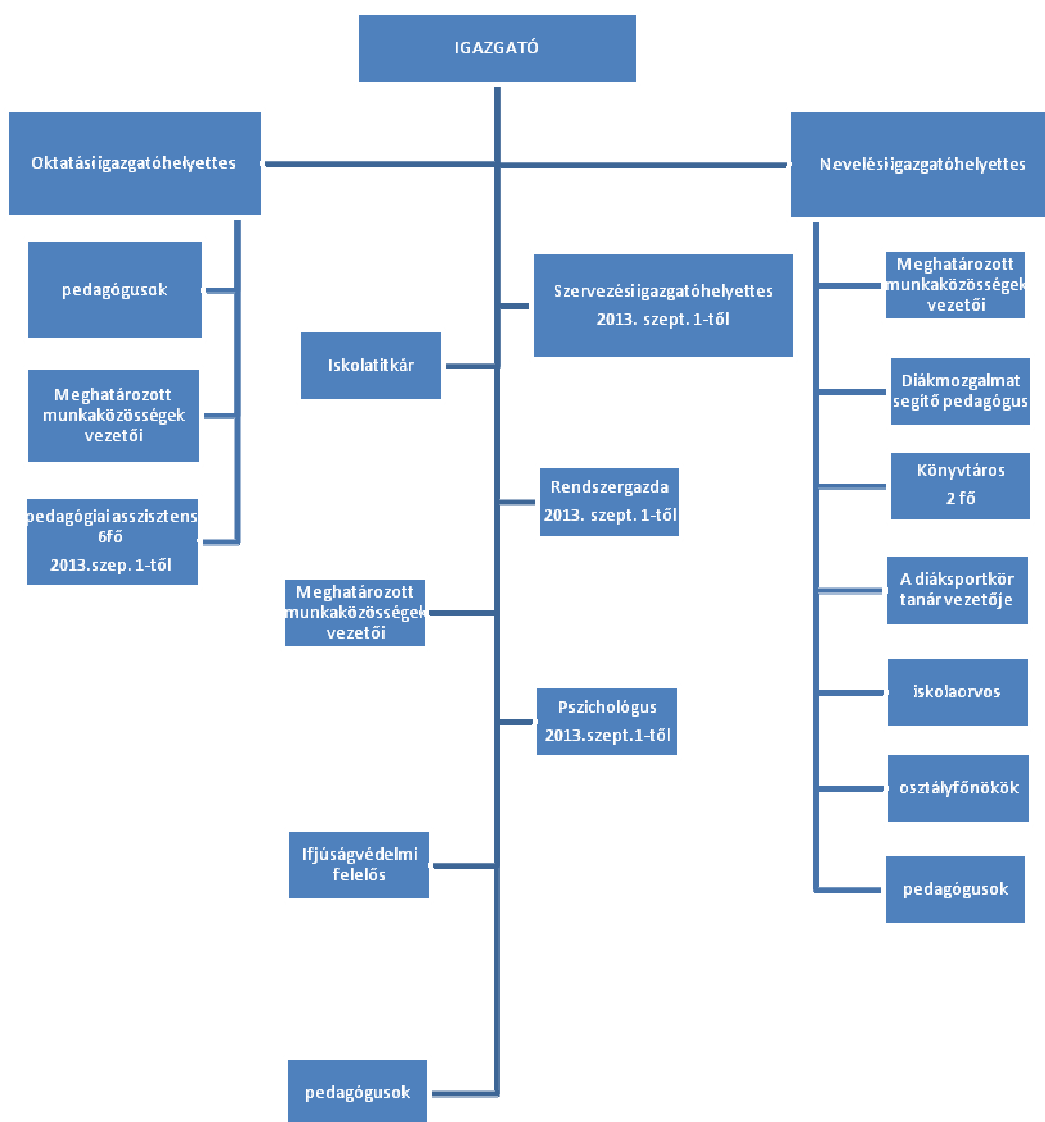 IGAZGATÓ
Oktatási igazgatóhelyettes
Nevelési igazgatóhelyettes
pedagógusok
Meghatározott
munkaközösségek
vezetői
pedagógiai asszisztens
6fő
2013.szep. 1-től
Szervezési igazgatóhelyettes
2013. szept. 1-től
Iskolatitkár
Rendszergazda
2013. szept. 1-től
Meghatározott
munkaközösségek
vezetői
Pszichológus
2013.szept.1-től
Ifjúságvédelmi
felelős
pedagógusok
Meghatározott
munkaközösségek
vezetői
Diákmozgalmat
segítő pedagógus
Könyvtáros
2 fő
A diáksportkör
tanár vezetője
iskolaorvos
osztályfőnökök
pedagógusok